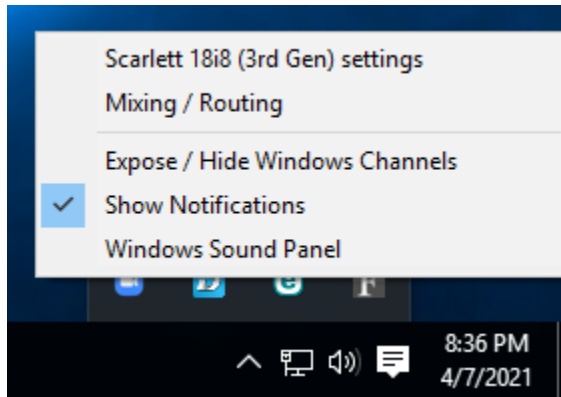 Scarlett 18i8 (3rd Gen) settings
Mixing / Routing
Expose / Hide Windows Channels
Show Notifications
Windows Sound Panel
8:36 PM
4/7/2021